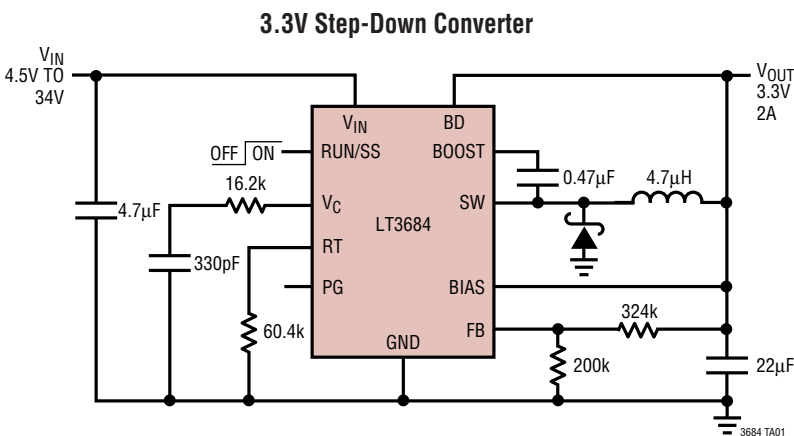 3.3V Step-Down Converter
VIN
4.5V TO
34V
VOUT
3.3V
2A
VIN
BD
OFF ON
RUN/SS
BOOST
16.2k
0.47µF
4.7µH
4.7µF
VC
SW
LT3684
RT
330pF
PG
BIAS
324k
60.4k
FB
GND
200k
22µF
3684 TA01